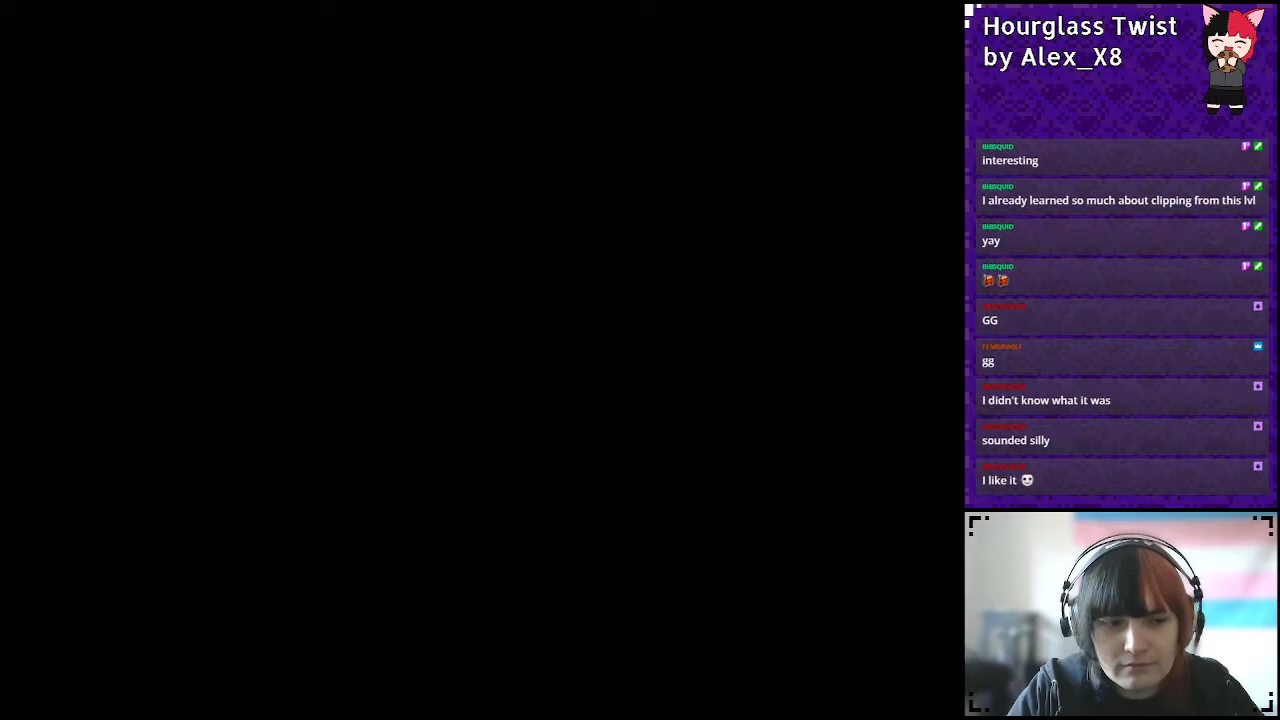 Hourglass Twist
by Alex_X8
BIBSQUID
interesting
BIBSQUID
I already learned so much about clipping from this lvl
BIBSQUID
yay
BIBSQUID
GG
FENRIRWOLF
gg
I didn't know what it was
sounded silly
I like it